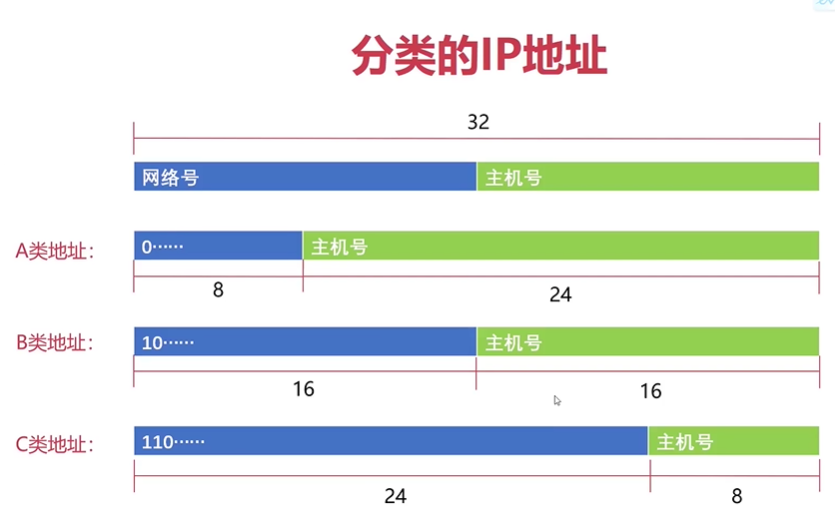 分类的IP地址
32
网络号 主机号
A类地址： 0…… 主机号
8 24
B类地址： 10…… 主机号
16 16
C类地址： 110…… 主机号
24 8